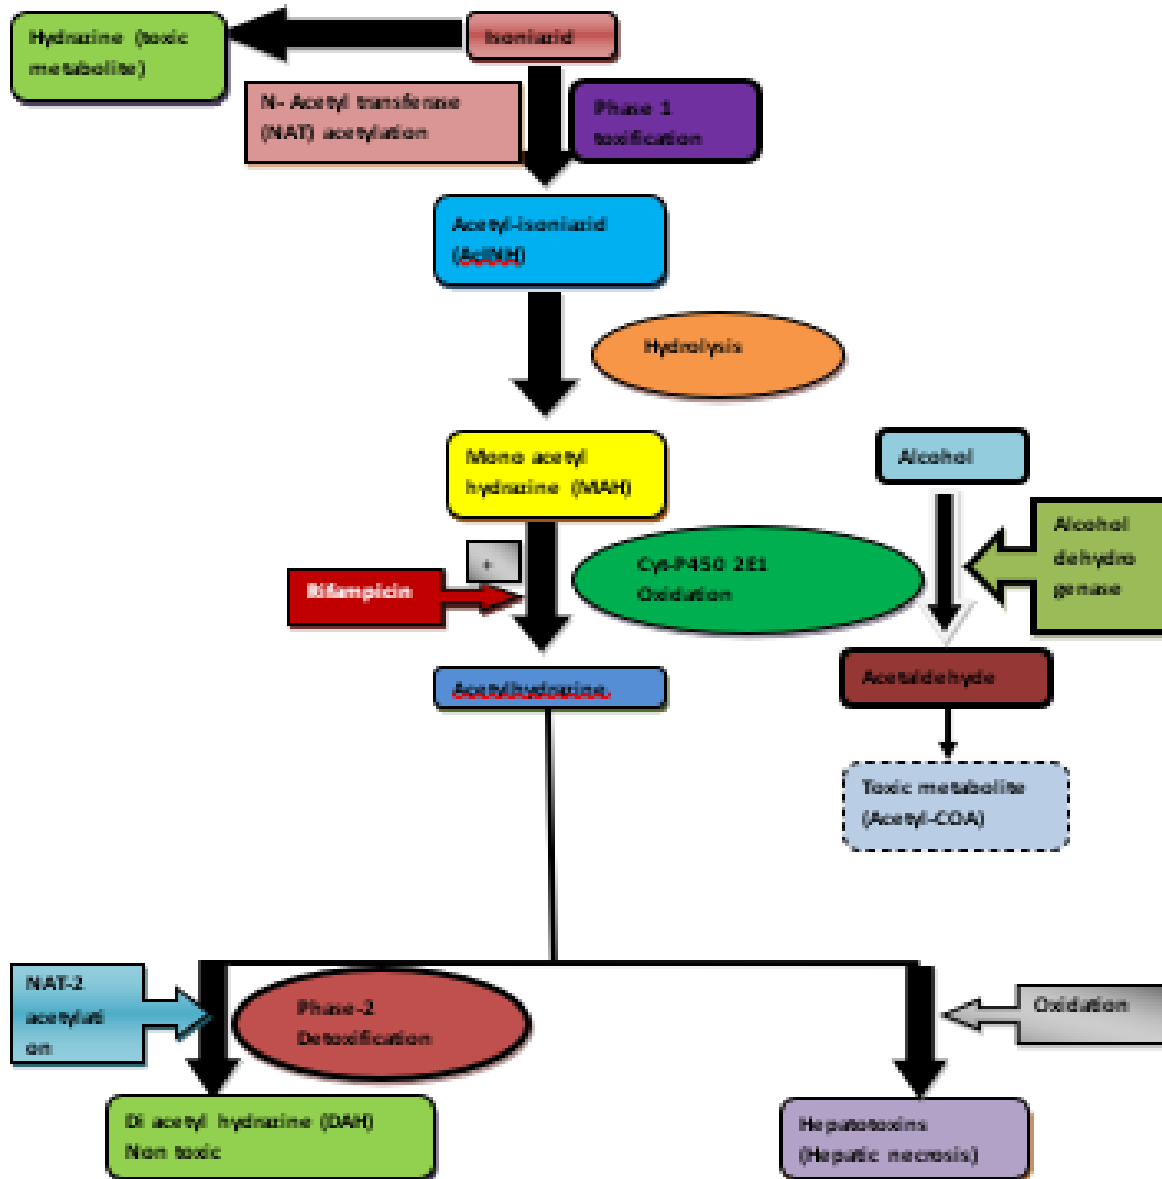 Hydrazine (toxic
metabolite)
Isoniazid
N- Acetyl transferase
(NAT) acetylation
Phase 1
toxification
Acetyl-isoniazid
(AcINH)
Hydrolysis
Mono acetyl
hydrazine (MAH)
Alcohol
+
Rifampicin
Cyt-P450 2E1
Oxidation
Alcohol
dehydro
genase
Acetylhydrazine.
Acetaldehyde
Toxic metabolite
(Acetyl-COA)
NAT-2
acetylati
on
Phase-2
Detoxification
Oxidation
Di acetyl hydrazine (DAH)
Non toxic
Hepatotoxins
(Hepatic necrosis)